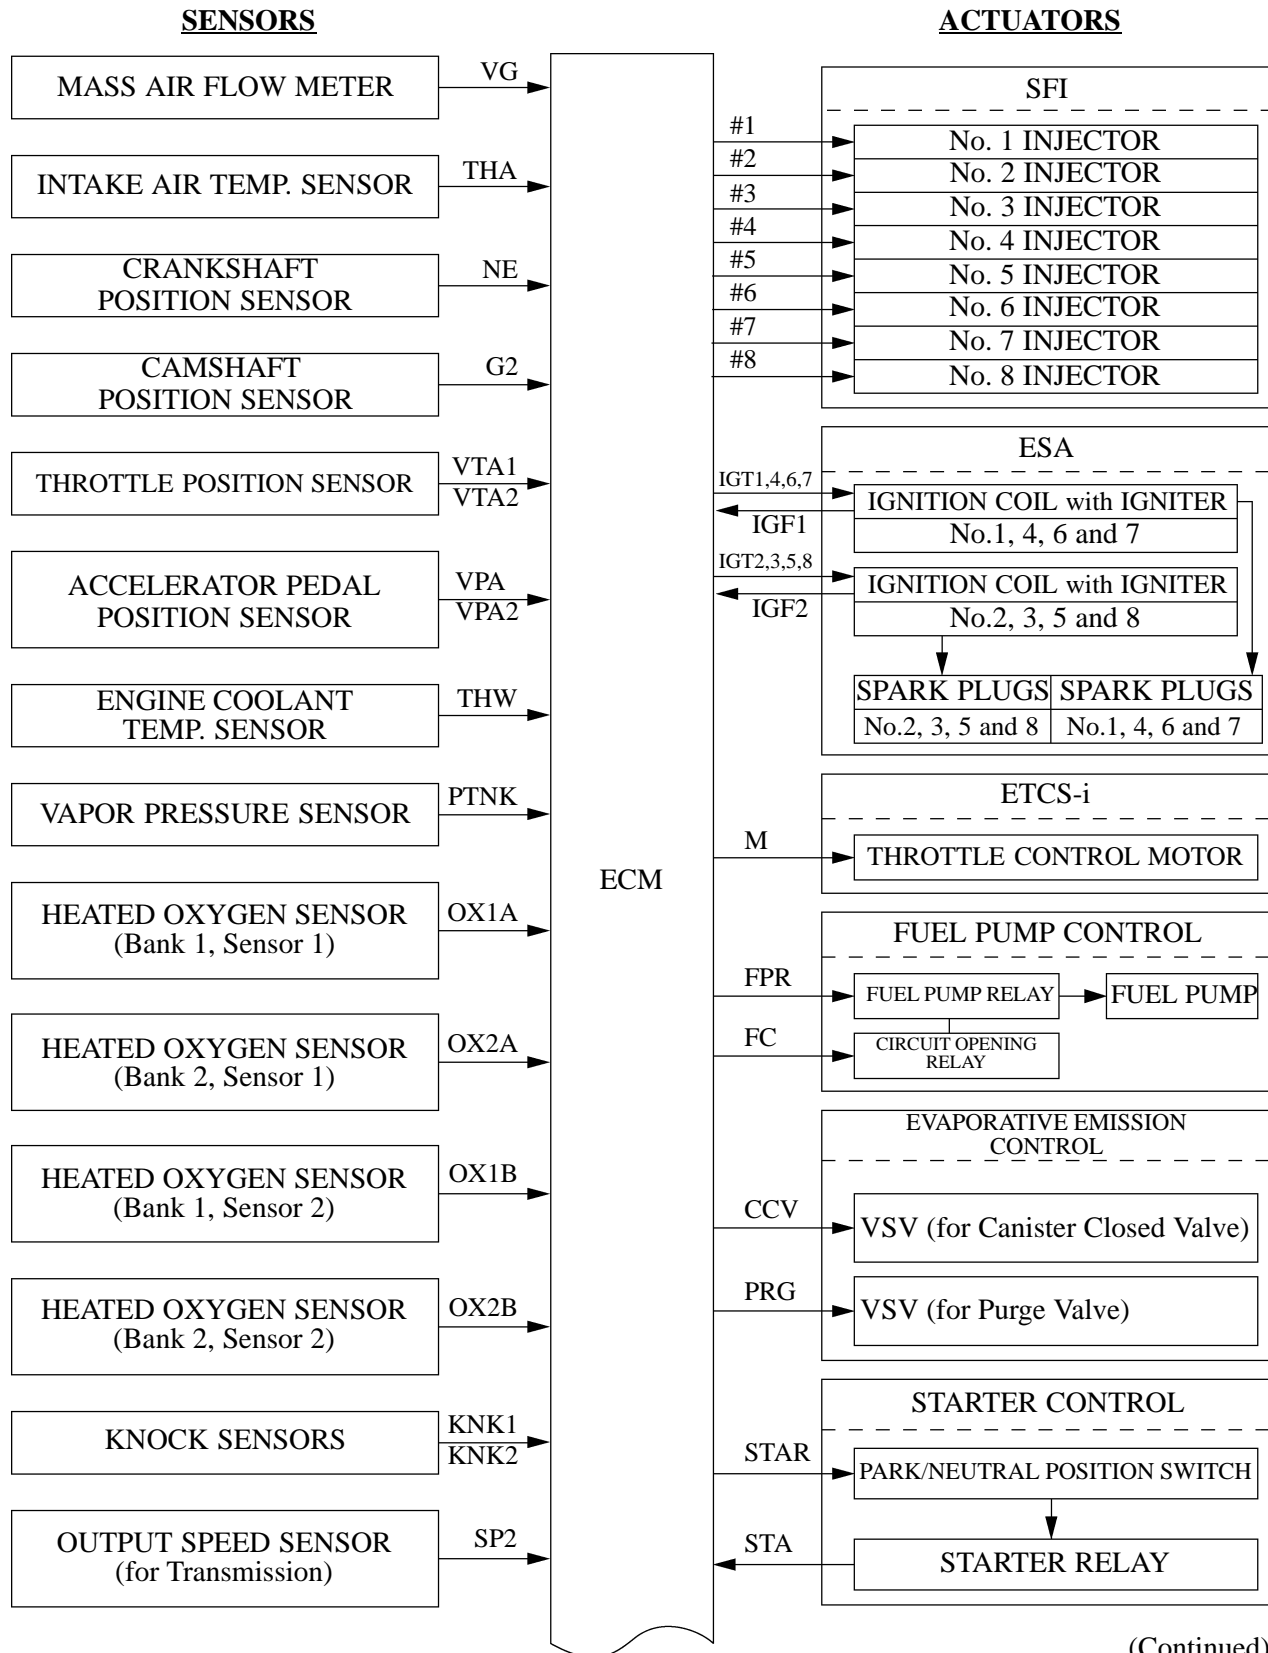 SENSORS
MASS AIR FLOW METER
VG
INTAKE AIR TEMP. SENSOR
THA
CRANKSHAFT
POSITION SENSOR
NE
CAMSHAFT
POSITION SENSOR
G2
THROTTLE POSITION SENSOR
VTA1
VTA2
ACCELERATOR PEDAL
POSITION SENSOR
VPA
VPA2
ENGINE COOLANT
TEMP. SENSOR
THW
VAPOR PRESSURE SENSOR
PTNK
HEATED OXYGEN SENSOR
(Bank 1, Sensor 1)
OX1A
HEATED OXYGEN SENSOR
(Bank 2, Sensor 1)
OX2A
HEATED OXYGEN SENSOR
(Bank 1, Sensor 2)
OX1B
HEATED OXYGEN SENSOR
(Bank 2, Sensor 2)
OX2B
KNOCK SENSORS
KNK1
KNK2
OUTPUT SPEED SENSOR
(for Transmission)
SP2
ECM
ACTUATORS
SFI
#1
No. 1 INJECTOR
#2
No. 2 INJECTOR
#3
No. 3 INJECTOR
#4
No. 4 INJECTOR
#5
No. 5 INJECTOR
#6
No. 6 INJECTOR
#7
No. 7 INJECTOR
#8
No. 8 INJECTOR
ESA
IGT1,4,6,7
IGF1
IGNITION COIL with IGNITER
No.1, 4, 6 and 7
IGT2,3,5,8
IGF2
IGNITION COIL with IGNITER
No.2, 3, 5 and 8
SPARK PLUGS
No.2, 3, 5 and 8
SPARK PLUGS
No.1, 4, 6 and 7
ETCS-i
M
THROTTLE CONTROL MOTOR
FUEL PUMP CONTROL
FPR
FUEL PUMP RELAY
FUEL PUMP
FC
CIRCUIT OPENING
RELAY
EVAPORATIVE EMISSION
CONTROL
CCV
VSV (for Canister Closed Valve)
PRG
VSV (for Purge Valve)
STARTER CONTROL
STAR
PARK/NEUTRAL POSITION SWITCH
STA
STARTER RELAY
(Continued)